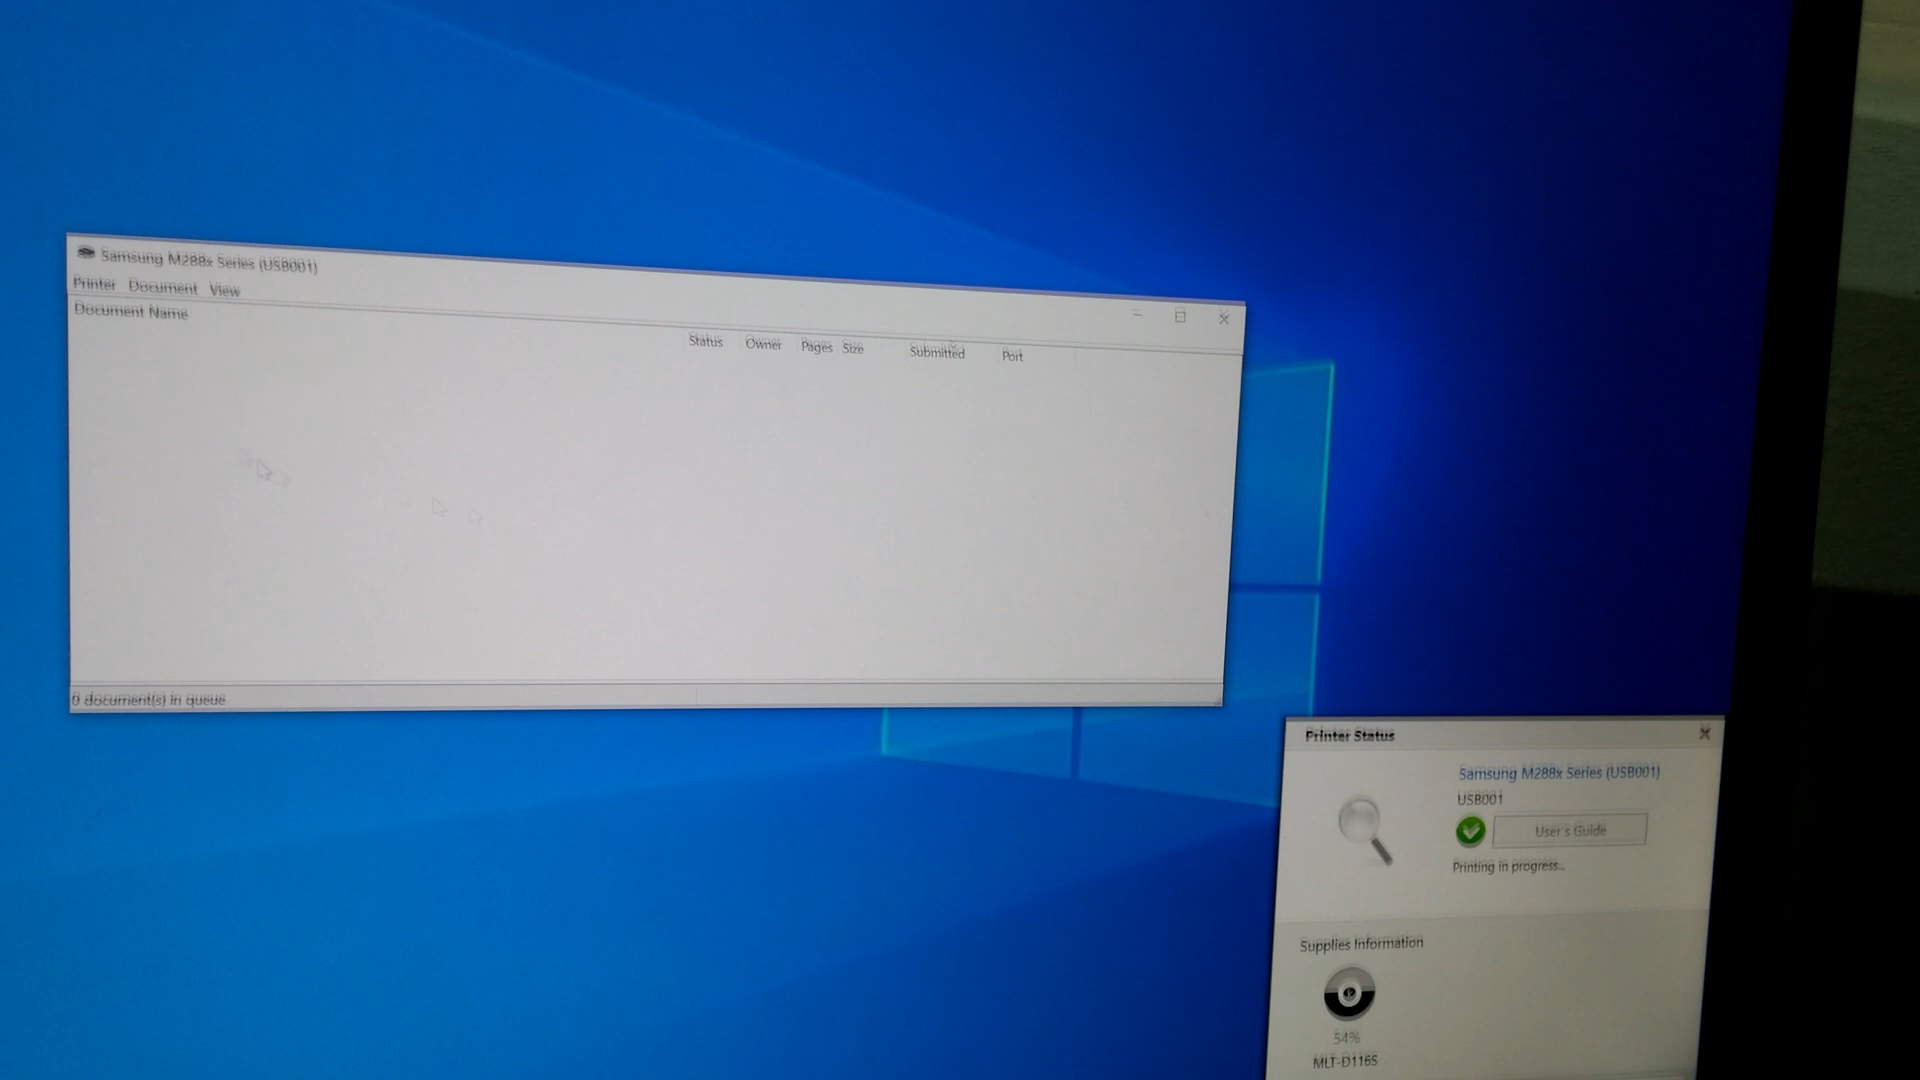 Samsung M288x Series (USB001)
Printer Document View
Document Name Status Owner Pages Size Submitted Port
0 document(s) in queue
Printer Status
Samsung M288x Series (USB001)
USB001
User's Guide
Printing in progress...
Supplies Information
54%
MLT-D116S